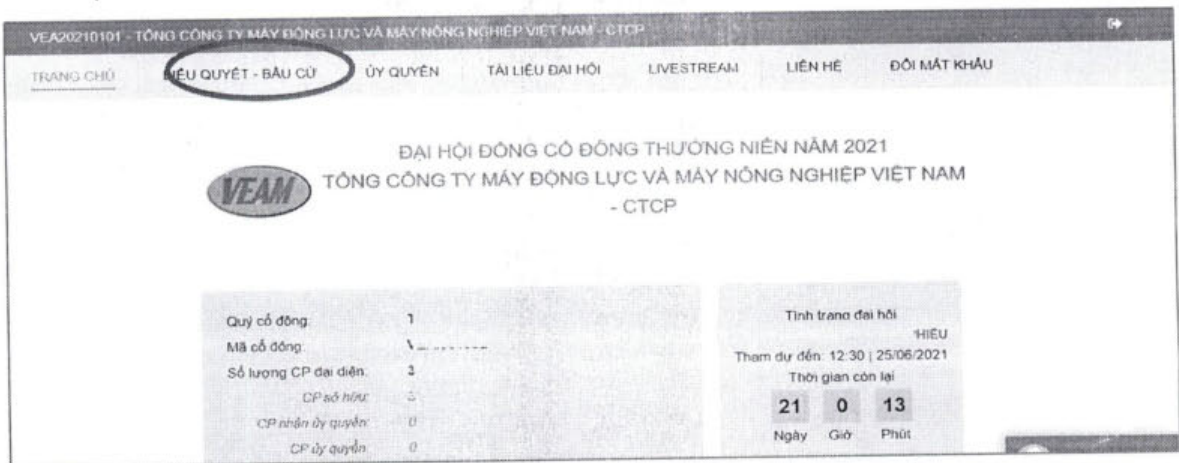 VEA20210101 - TỔNG CÔNG TY MÁY ĐỘNG LỰC VÀ MÁY NÔNG NGHIỆP VIỆT NAM - CTCP
TRANG CHỦ BIỂU QUYẾT - BẦU CỬ ỦY QUYỀN TÀI LIỆU ĐẠI HỘI LIVESTREAM LIÊN HỆ ĐỔI MẬT KHẨU
ĐẠI HỘI ĐỒNG CỔ ĐÔNG THƯỜNG NIÊN NĂM 2021
VEAM TỔNG CÔNG TY MÁY ĐỘNG LỰC VÀ MÁY NÔNG NGHIỆP VIỆT NAM
- CTCP
Quý cổ đông:
Mã cổ đông:
Số lượng CP đại diện:
CP sở hữu:
CP nhận ủy quyền: 0
CP ủy quyền: 0
Tình trạng đại hội
Tham dự đến: 12:30 | 25/06/2021
Thời gian còn lại
21 0 13
Ngày Giờ Phút